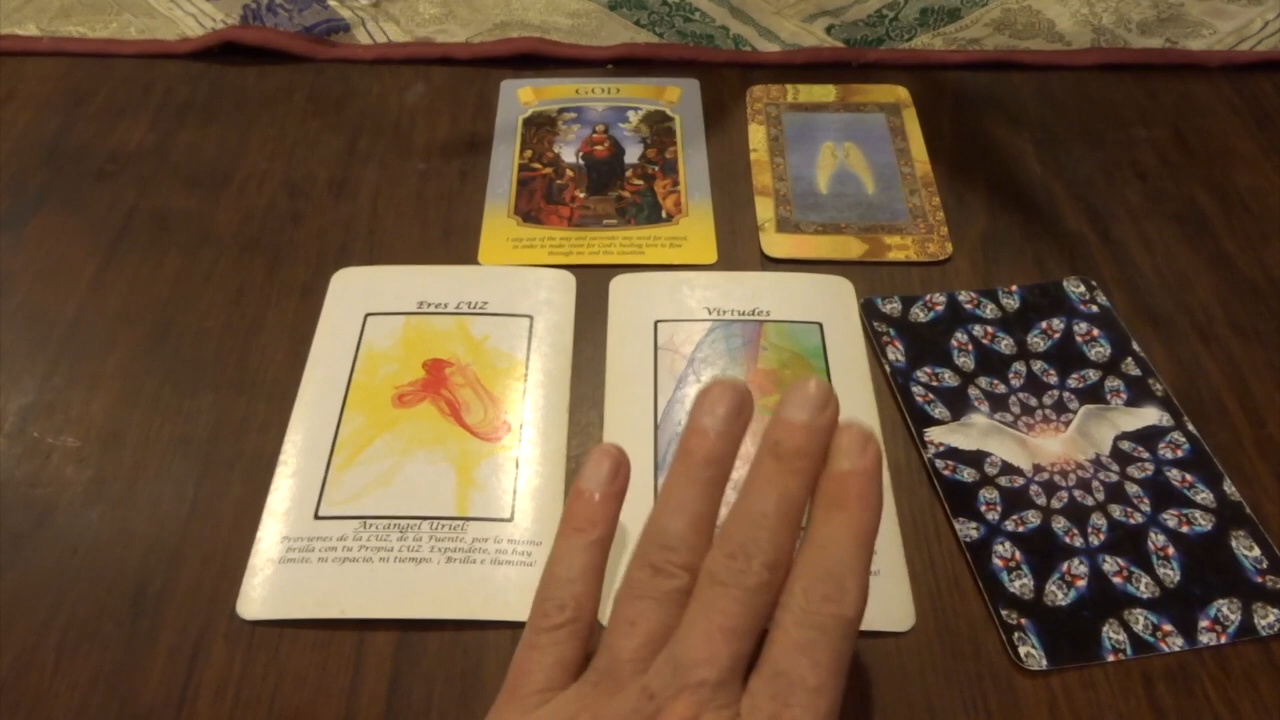 GOD
I step out of the way and surrender any need for control,
in order to make room for God's healing love to flow
through me and this situation.
Eres LUZ
Virtudes
Arcangel Uriel:
Provienes de la LUZ, de la Fuente, por lo mismo
brilla con tu Propia LUZ. Expándete, no hay
límite, ni espacio, ni tiempo. ¡ Brilla e ilumina!